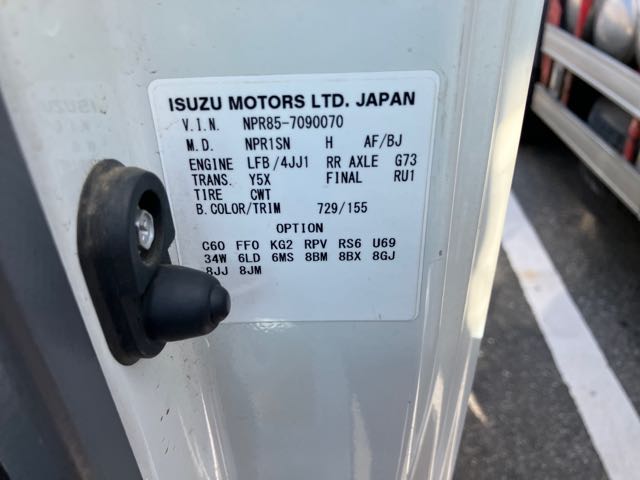 ISUZU MOTORS LTD. JAPAN
V.I.N. NPR85-7090070
M.D. NPR1SN H AF/BJ
ENGINE LFB/4JJ1 RR AXLE G73
TRANS. Y5X FINAL RU1
TIRE CWT
B.COLOR/TRIM 729/155
OPTION
C60 FF0 KG2 RPV RS6 U69
34W 6LD 6MS 8BM 8BX 8GJ
8JJ 8JM